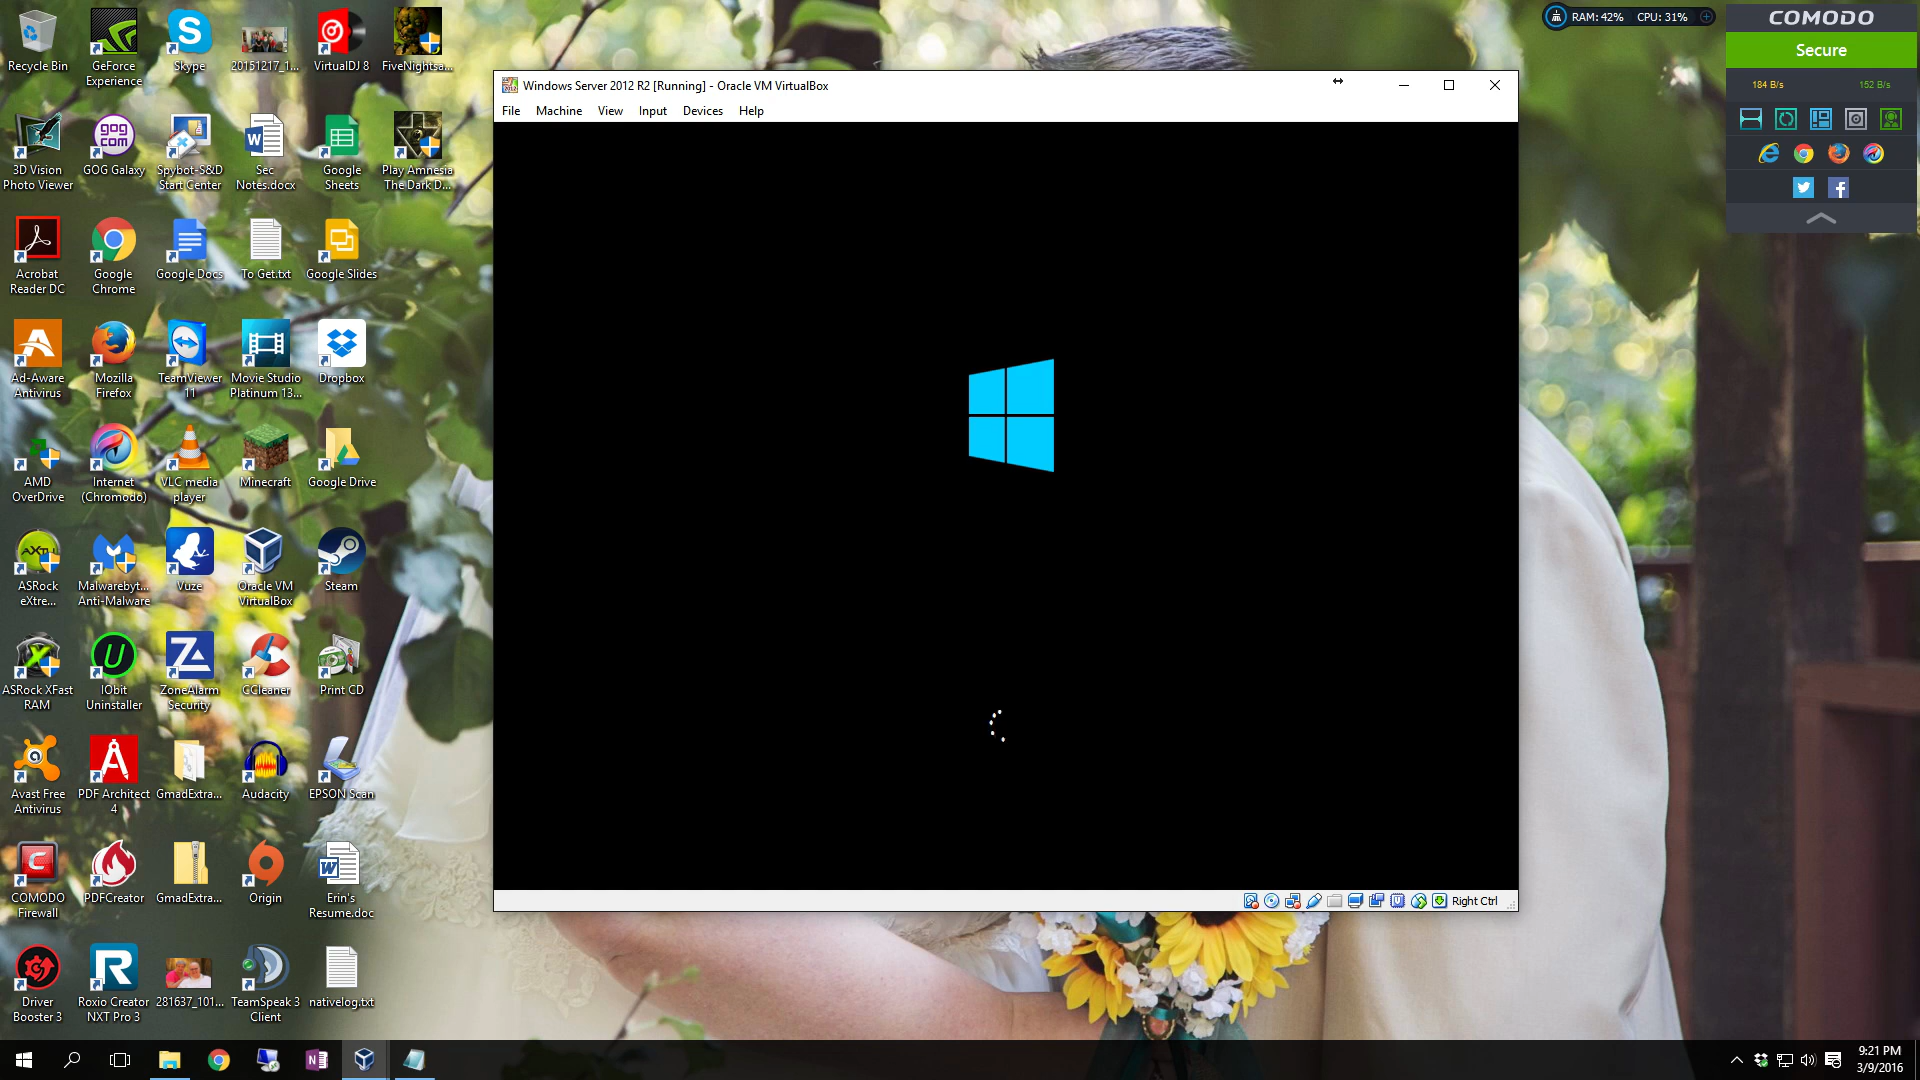 Recycle Bin
GeForce
Experience
Skype
20151217_1...
VirtualDJ 8
FiveNightsa...
3D Vision
Photo Viewer
gog
com
GOG Galaxy
Spybot-S&D
Start Center
Sec
Notes.docx
Google
Sheets
Play Amnesia
The Dark D...
Acrobat
Reader DC
Google
Chrome
Google Docs
To Get.txt
Google Slides
Ad-Aware
Antivirus
Mozilla
Firefox
TeamViewer
11
Movie Studio
Platinum 13...
Dropbox
AMD
OverDrive
Internet
(Chromodo)
VLC media
player
Minecraft
Google Drive
AXTU
ASRock
eXtre...
Malwarebyt...
Anti-Malware
Vuze
Oracle VM
VirtualBox
Steam
ASRock XFast
RAM
IObit
Uninstaller
ZoneAlarm
Security
CCleaner
Print CD
Avast Free
Antivirus
PDF Architect
4
GmadExtra...
Audacity
EPSON Scan
COMODO
Firewall
PDFCreator
GmadExtra...
Origin
Erin's
Resume.doc
Driver
Booster 3
Roxio Creator
NXT Pro 3
281637_101...
TeamSpeak 3
Client
nativelog.txt
Windows Server 2012 R2 [Running] - Oracle VM VirtualBox
File Machine View Input Devices Help
Right Ctrl
RAM: 42% CPU: 31%
COMODO
Secure
184 B/s 152 B/s
9:21 PM
3/9/2016